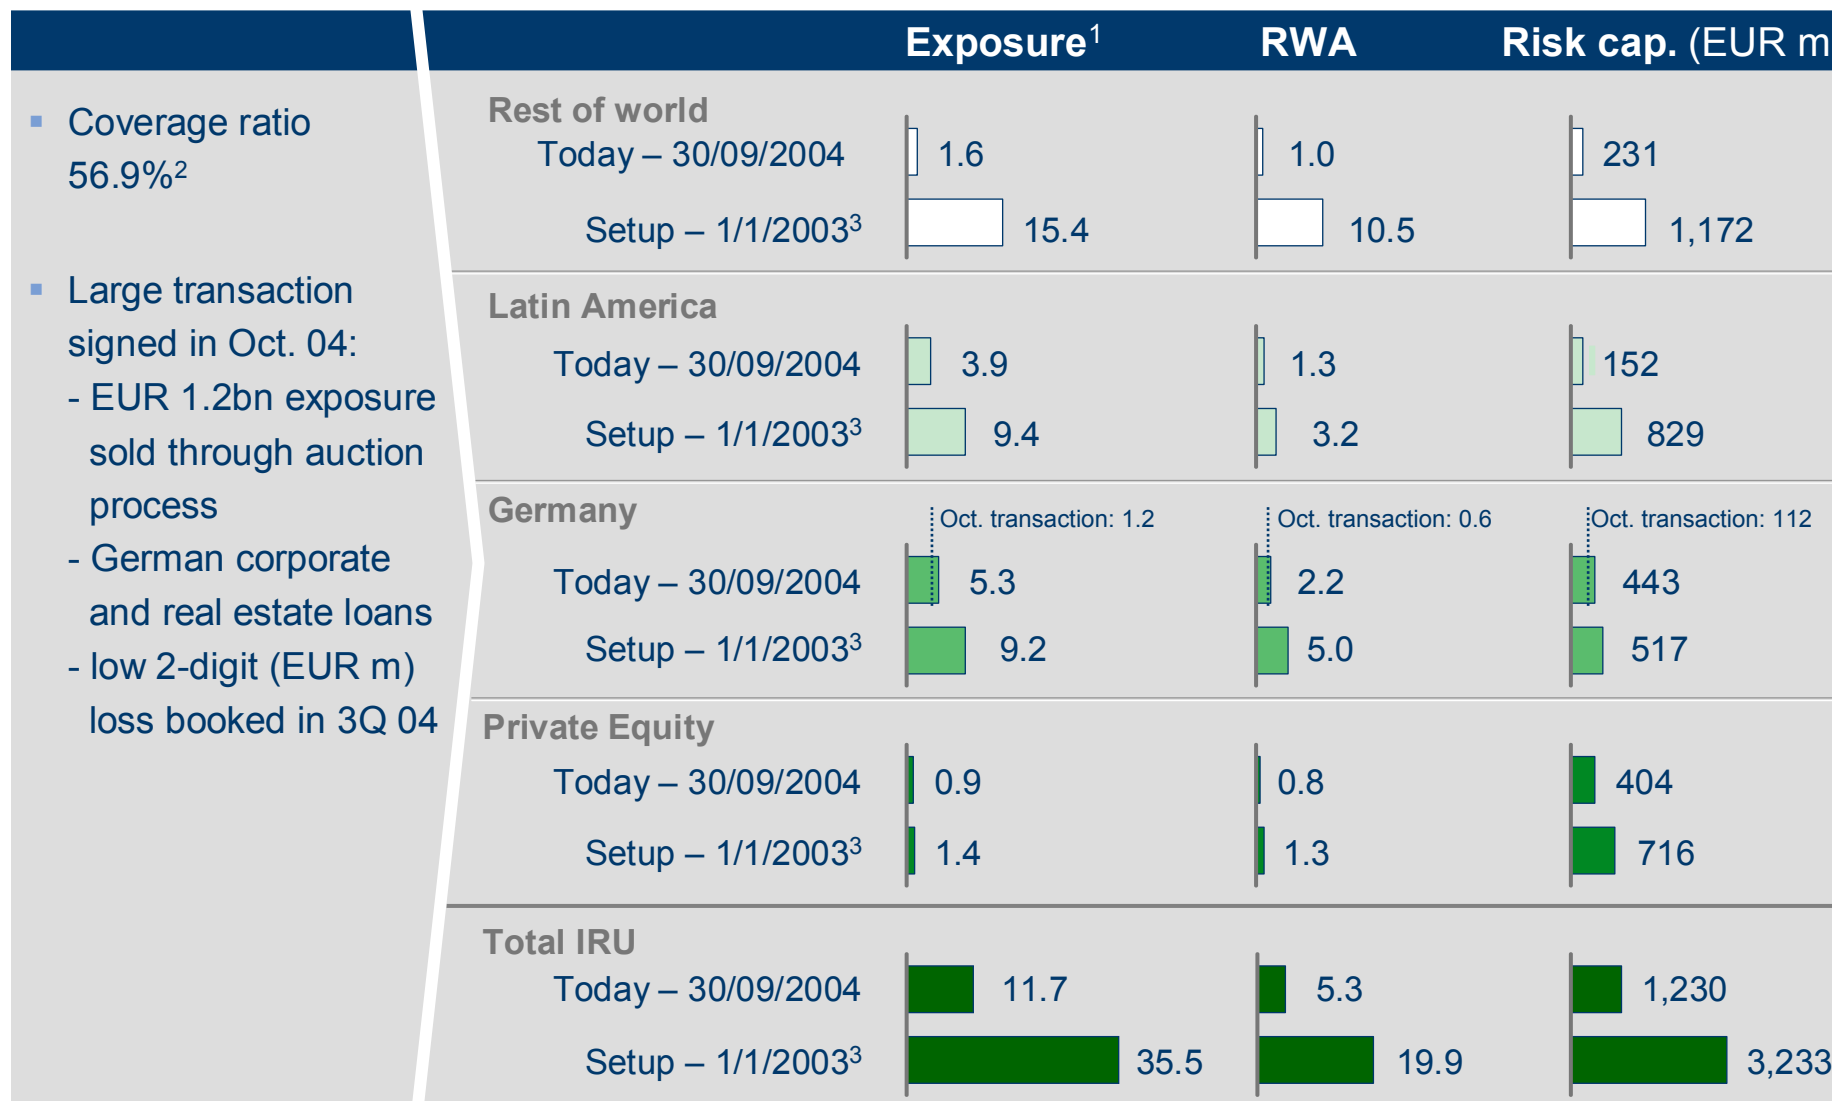 Exposure¹ RWA Risk cap. (EUR m
▪ Coverage ratio
56.9%²
▪ Large transaction
signed in Oct. 04:
- EUR 1.2bn exposure
sold through auction
process
- German corporate
and real estate loans
- low 2-digit (EUR m)
loss booked in 3Q 04
Rest of world
Today – 30/09/2004 1.6 1.0 231
Setup – 1/1/2003³ 15.4 10.5 1,172
Latin America
Today – 30/09/2004 3.9 1.3 152
Setup – 1/1/2003³ 9.4 3.2 829
Germany
Oct. transaction: 1.2 Oct. transaction: 0.6 Oct. transaction: 112
Today – 30/09/2004 5.3 2.2 443
Setup – 1/1/2003³ 9.2 5.0 517
Private Equity
Today – 30/09/2004 0.9 0.8 404
Setup – 1/1/2003³ 1.4 1.3 716
Total IRU
Today – 30/09/2004 11.7 5.3 1,230
Setup – 1/1/2003³ 35.5 19.9 3,233